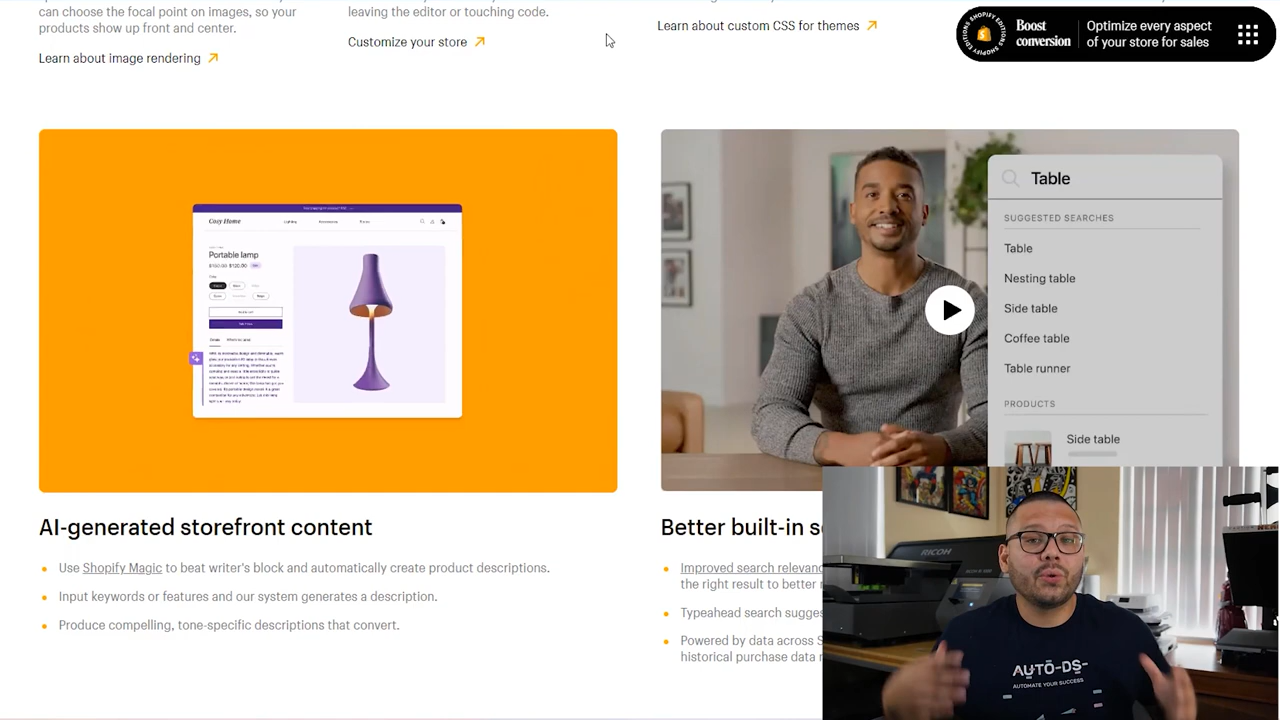 can choose the focal point on images, so your
products show up front and center.
Learn about image rendering
leaving the editor or touching code.
Customize your store
Learn about custom CSS for themes
SHOPIFY EDITIONS
Boost
conversion
Optimize every aspect
of your store for sales
Cozy Home
Lighting
Portable lamp
Table
SUGGESTED SEARCHES
Table
Nesting table
Side table
Coffee table
Table runner
PRODUCTS
Side table
AI-generated storefront content
Use Shopify Magic to beat writer's block and automatically create product descriptions.
Input keywords or features and our system generates a description.
Produce compelling, tone-specific descriptions that convert.
Better built-in
Improved search
the right result to better
Typeahead search
Powered by data across
historical purchase data
RICOH
AUTO-DS
AUTOMATE YOUR SUCCESS